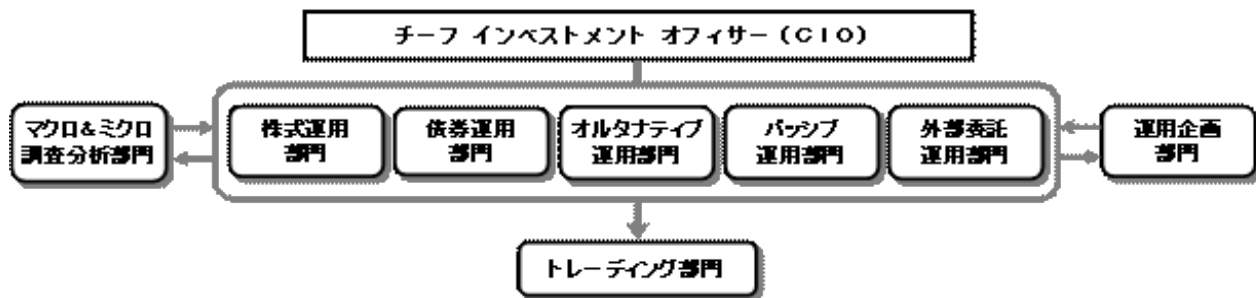 チーフ インベストメント オフィサー（CIO）
マクロ&ミクロ
調査分析部門
株式運用
部門
債券運用
部門
オルタナティブ
運用部門
パッシブ
運用部門
外部委託
運用部門
運用企画
部門
トレーディング部門